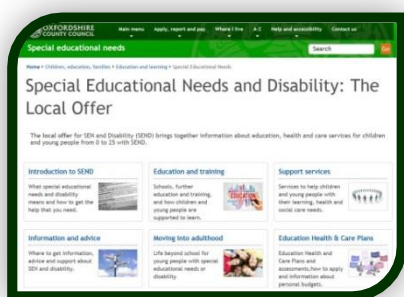 OXFORDSHIRE
COUNTY COUNCIL
Main menu Apply, report and pay Where I live A-Z Help and accessibility Contact us
Special educational needs
Search
Go
Home > Children, education, families > Education and learning > Special Educational Needs
Special Educational Needs and Disability: The
Local Offer
The local offer for SEN and Disability (SEND) brings together information about education, health and care services for children
and young people from 0 to 25 with SEND.
Introduction to SEND
What special educational
needs and disability
means and how to get the
help that you need.
Education and training
Schools, further
education and training,
and how children and
young people are
supported to learn.
EDUCATION
Support services
Services to help children
and young people with
their learning, health and
social care needs.
Information and advice
Where to get information,
advice and support about
SEN and disability.
Moving into adulthood
Life beyond school for
young people with special
educational needs or
disability.
Education Health & Care Plans
Education Health and
Care Plans and
assessments,how to apply
and information about
personal budgets.